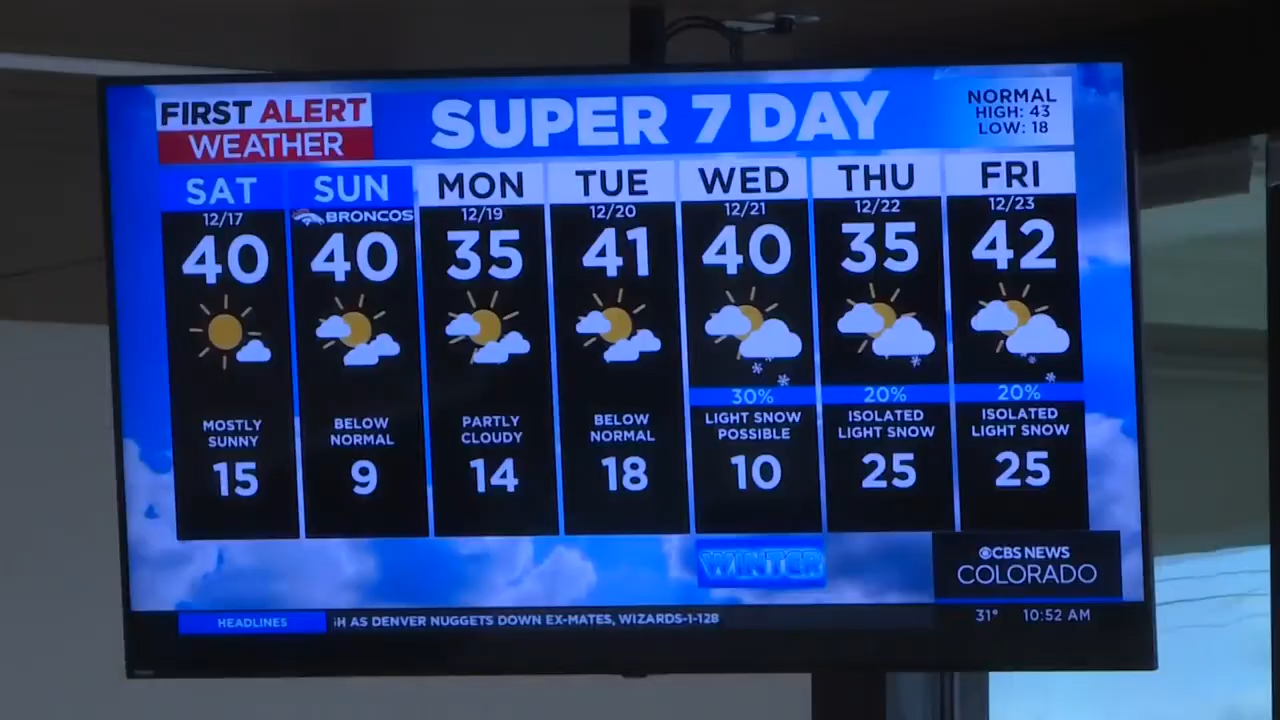 FIRST ALERT
WEATHER
SUPER 7 DAY
NORMAL
HIGH: 43
LOW: 18
SAT
12/17
40
MOSTLY
SUNNY
15
SUN
BRONCOS
40
BELOW
NORMAL
9
MON
12/19
35
PARTLY
CLOUDY
14
TUE
12/20
41
BELOW
NORMAL
18
WED
12/21
40
30%
LIGHT SNOW
POSSIBLE
10
THU
12/22
35
20%
ISOLATED
LIGHT SNOW
25
FRI
12/23
42
20%
ISOLATED
LIGHT SNOW
25
WINTER
CBS NEWS
COLORADO
HEADLINES
H AS DENVER NUGGETS DOWN EX-MATES, WIZARDS-1-128
31° 10:52 AM